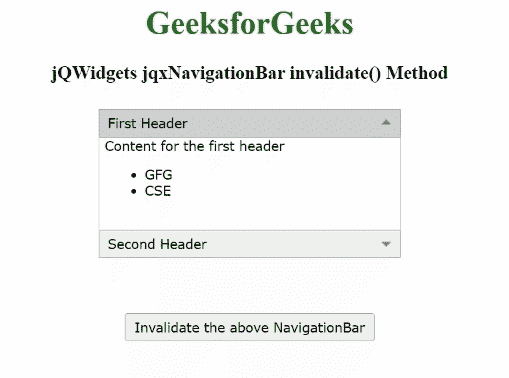 GeeksforGeeks
jQWidgets jqxNavigationBar invalidate() Method
First Header
Content for the first header
GFG
CSE
Second Header
Invalidate the above NavigationBar